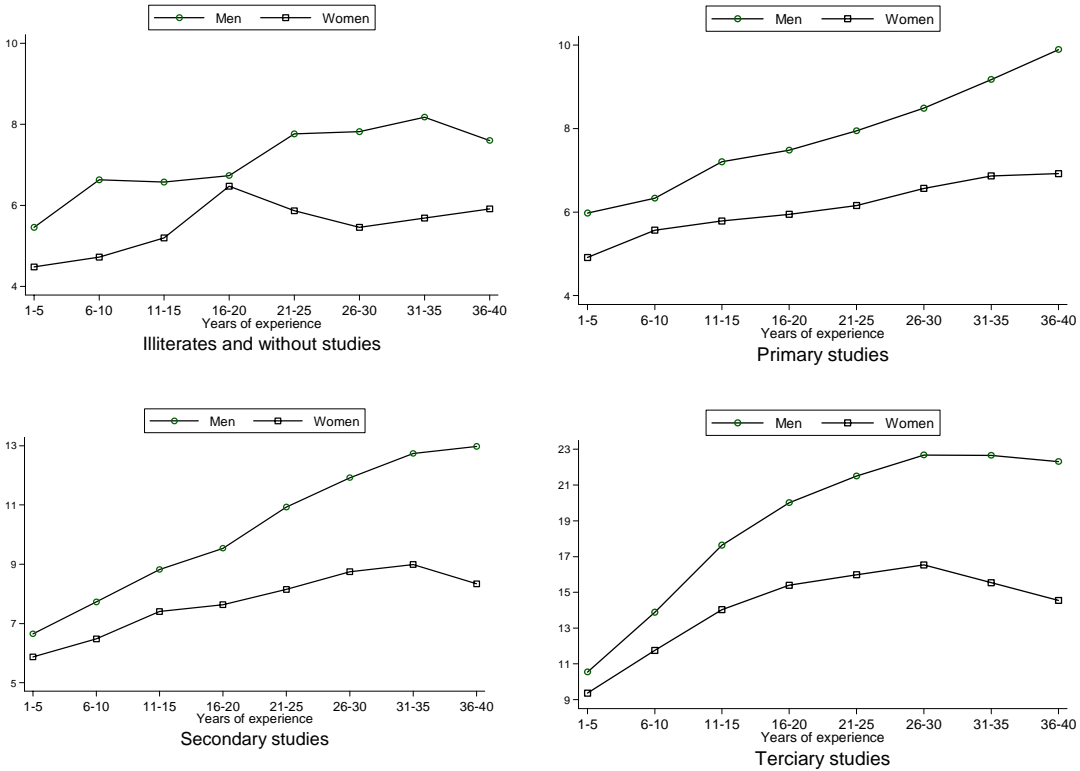 Men Women
10
8
6
4
1-5 6-10 11-15 16-20 21-25 26-30 31-35 36-40
Years of experience
Illiterates and without studies
Men Women
10
8
6
4
1-5 6-10 11-15 16-20 21-25 26-30 31-35 36-40
Years of experience
Primary studies
Men Women
13
11
9
7
5
1-5 6-10 11-15 16-20 21-25 26-30 31-35 36-40
Years of experience
Secondary studies
Men Women
23
21
19
17
15
13
11
9
1-5 6-10 11-15 16-20 21-25 26-30 31-35 36-40
Years of experience
Terciary studies